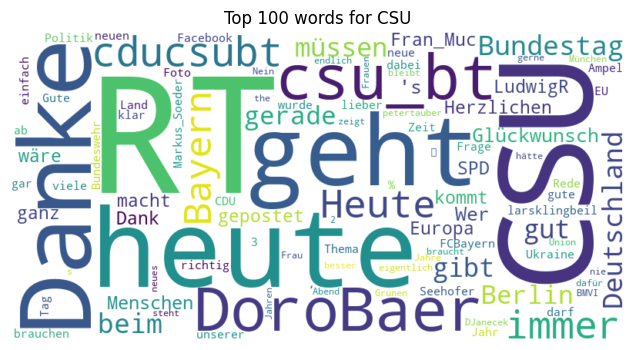 Top 100 words for CSU
Politik neuen Facebook
Danke
cducsubt
müssen
Fran_Muc
Bundestag
einfach
Gute
Foto
Nein
endlich
Frauen
dabei
neue
gerne
München
Ampel
RT
csu_bt
CSU
bleibt
EU
Land
klar
Markus_Soeder
the
wurde
lieber
's
LudwigR
Herzlichen
petertauber
ab
Bundeswehr
Bayern
geht
gerade
zeigt
Zeit
Glückwunsch
hätte
wäre
Frage
gar
viele
%
SPD
Rede
gute
Deutschland
macht
CDU
Heute
kommt
ganz
Dank
gepostet
2
Wer
larsklingbeil
heute
3
Europa
FCBayern
gut
Union
Ukraine
Frau
Thema
braucht
s
neues
richtig
besser
Jahre
eigentlich
gibt
nie
dafür
Menschen
Tag
Jahren
Abend
Grünen
Seehofer
Berlin
DJanecek
BMVI
brauchen
beim
steht
DoroBaer
unserer
Jahr
darf
immer